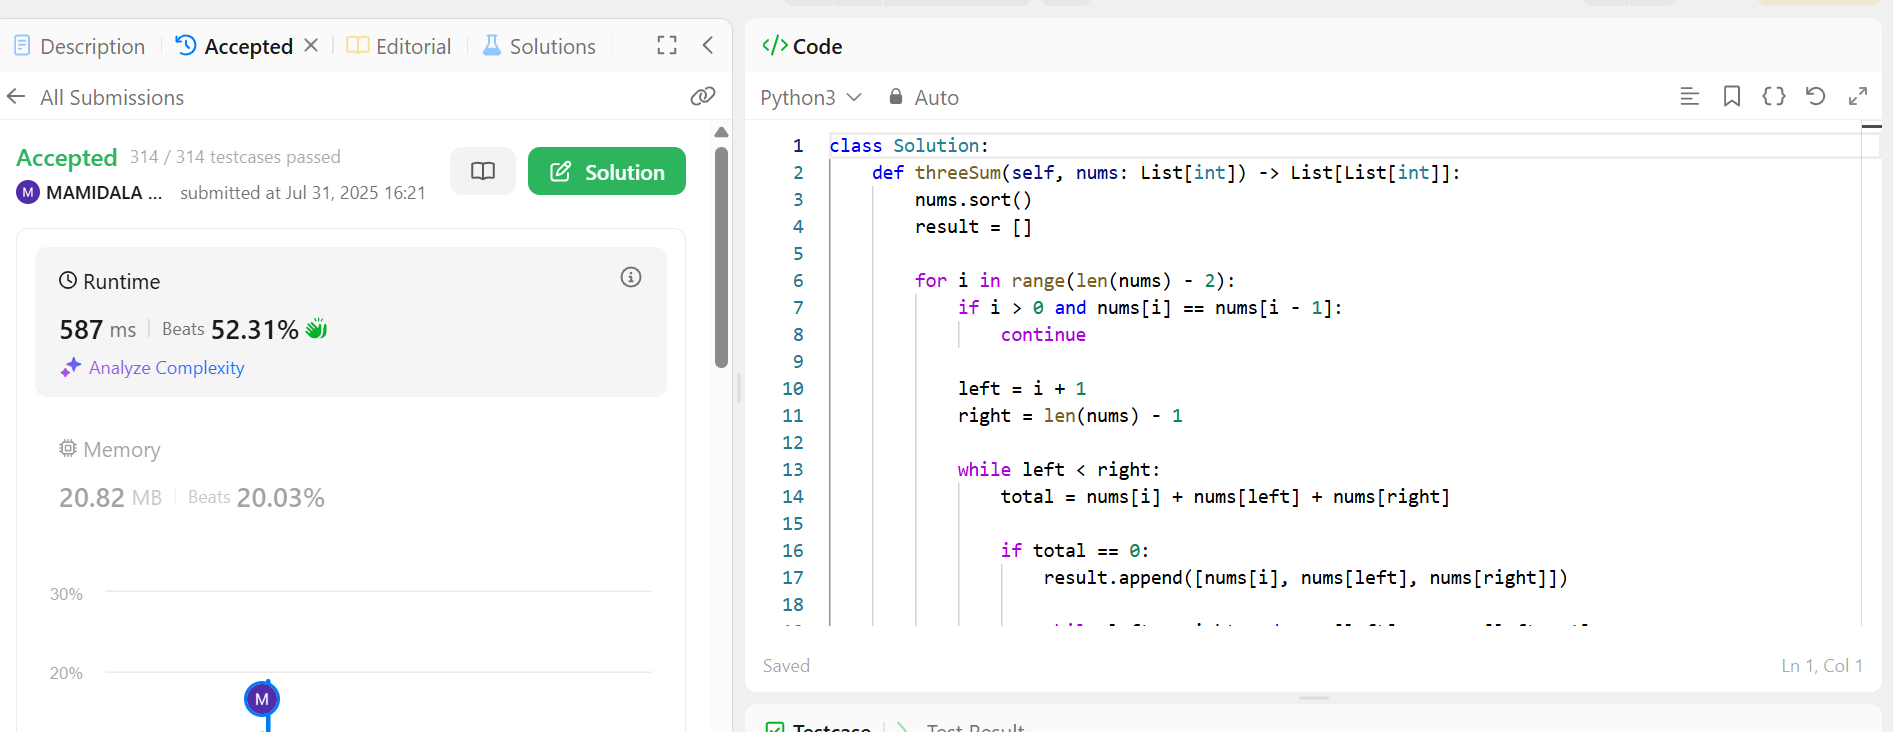 Description
Accepted
Editorial
Solutions
All Submissions
Accepted 314 / 314 testcases passed
M MAMIDALA ... submitted at Jul 31, 2025 16:21
Solution
Runtime
587 ms Beats 52.31%
Analyze Complexity
Memory
20.82 MB Beats 20.03%
30%
20%
M
</> Code
Python3 Auto
1 class Solution:
2 def threeSum(self, nums: List[int]) -> List[List[int]]:
3 nums.sort()
4 result = []
5
6 for i in range(len(nums) - 2):
7 if i > 0 and nums[i] == nums[i - 1]:
8 continue
9
10 left = i + 1
11 right = len(nums) - 1
12
13 while left < right:
14 total = nums[i] + nums[left] + nums[right]
15
16 if total == 0:
17 result.append([nums[i], nums[left], nums[right]])
18
Saved
Ln 1, Col 1
Testcase
Test Result